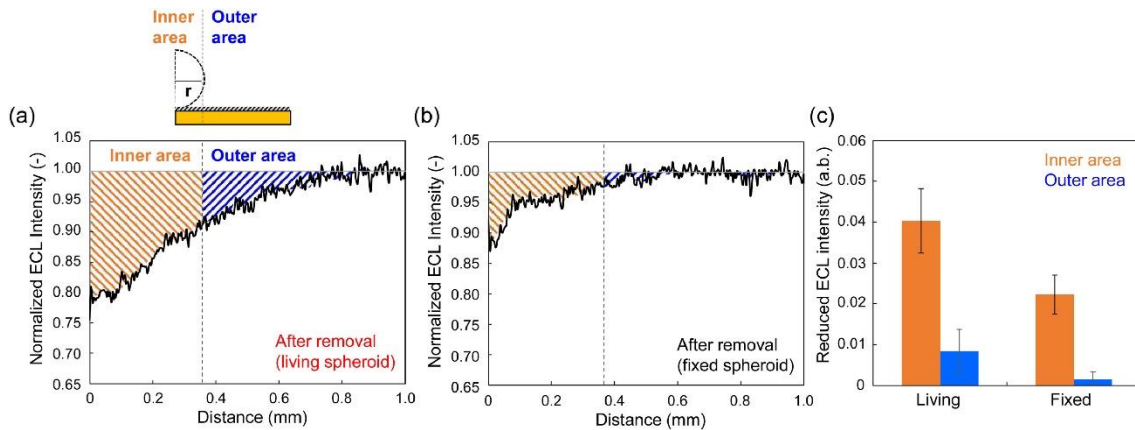 Inner
area
Outer
area
r
(a)
Normalized ECL Intensity (-)
1.05
1.00
0.95
0.90
0.85
0.80
0.75
0.70
0.65
Inner area
Outer area
After removal
(living spheroid)
0
0.2
0.4
0.6
0.8
1.0
Distance (mm)
(b)
Normalized ECL Intensity (-)
1.05
1.00
0.95
0.90
0.85
0.80
0.75
0.70
0.65
After removal
(fixed spheroid)
0
0.2
0.4
0.6
0.8
1.0
Distance (mm)
(c)
Reduced ECL intensity (a.b.)
0.06
0.05
0.04
0.03
0.02
0.01
0
Inner area
Outer area
Living
Fixed